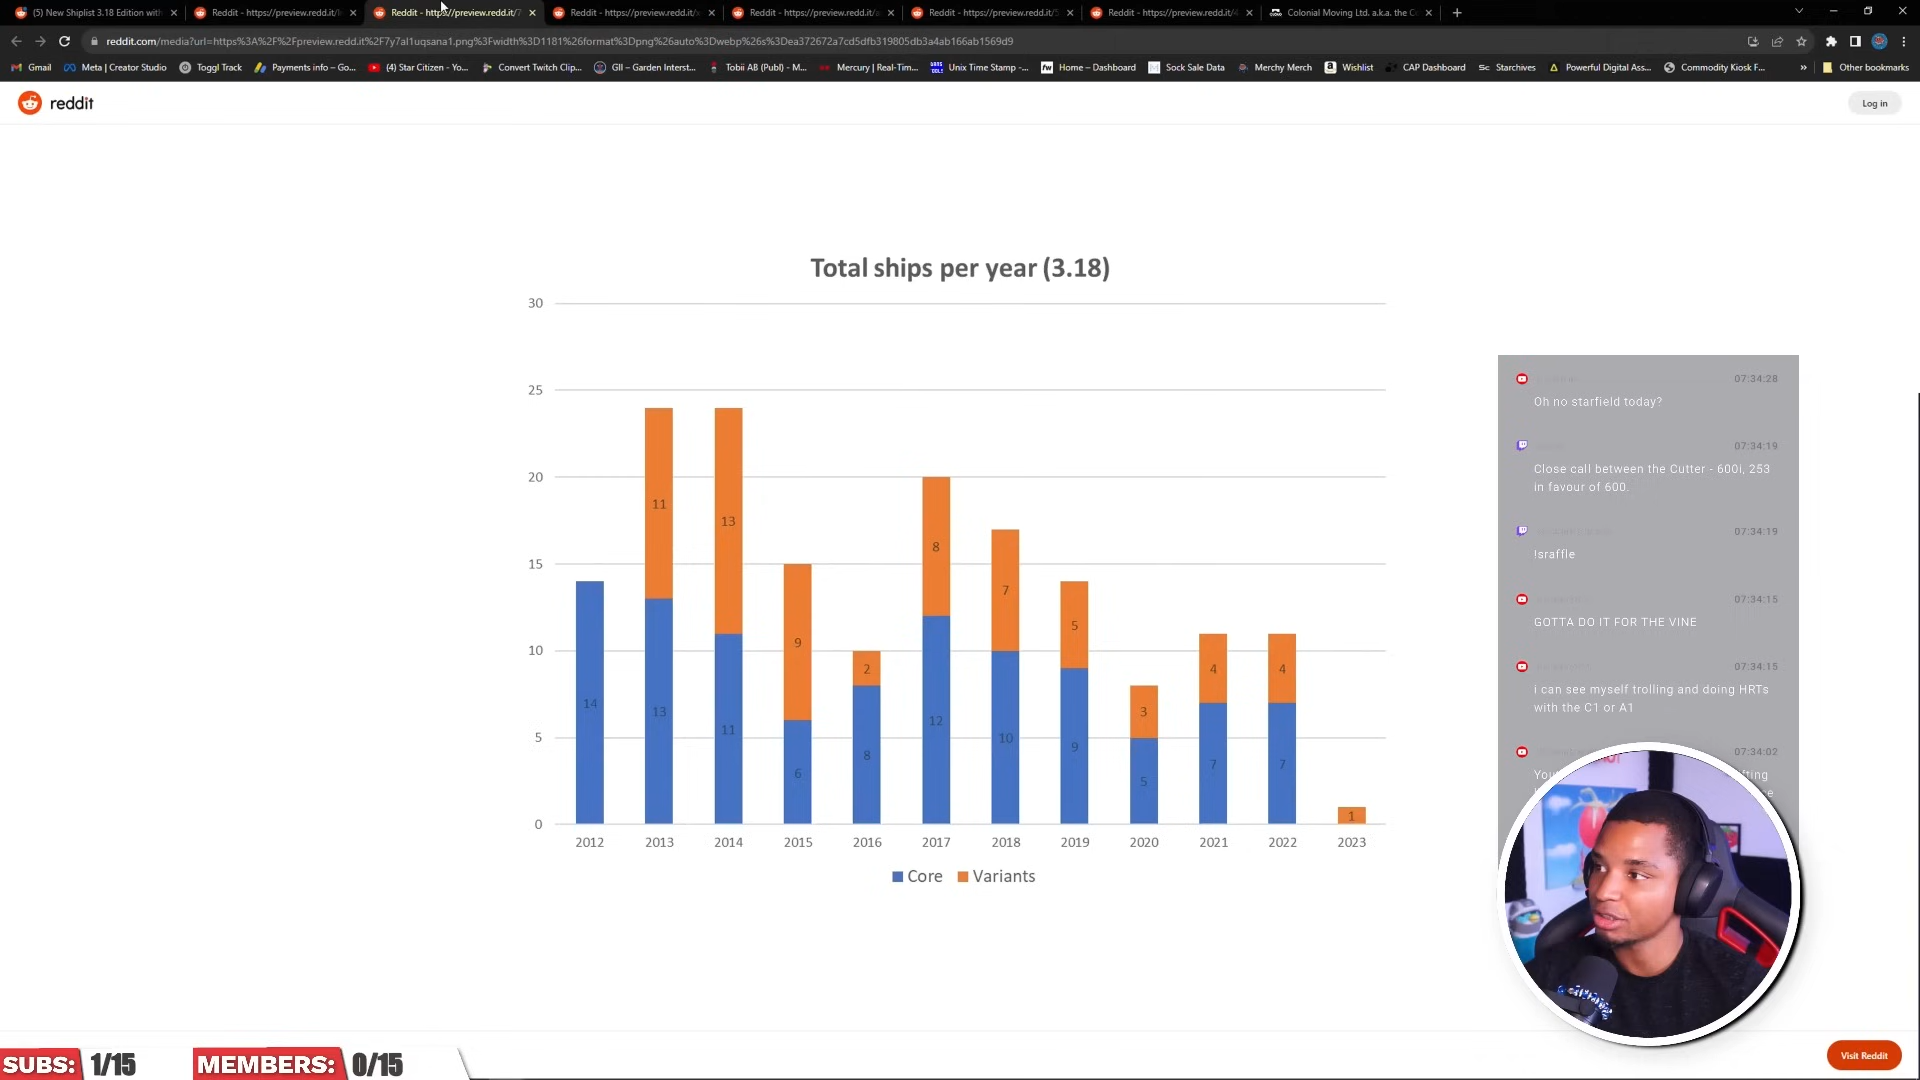 (5) New Shiplist 3.18 Edition with
Reddit - https://preview.redd.it/
Reddit - https://preview.redd.it/7
Reddit - https://preview.redd.it/
Reddit - https://preview.redd.it/
Reddit - https://preview.redd.it/
Reddit - https://preview.redd.it/
Colonial Moving Ltd. a.k.a. the C
reddit.com/media?url=https%3A%2F%2Fpreview.redd.it%2F7y7al1uqsana1.png%3Fwidth%3D1181%26format%3Dpng%26auto%3Dwebp%26s%3Dea372672a7cd5dfb319805db3a4ab166ab1569d9
Gmail
Meta | Creator Studio
Toggl Track
Payments info – Go...
(4) Star Citizen - Yo...
Convert Twitch Clip...
GII – Garden Interst...
Tobii AB (Publ) - M...
Mercury | Real-Tim...
Unix Time Stamp -...
Home – Dashboard
Sock Sale Data
Merchy Merch
Wishlist
CAP Dashboard
Starchives
Powerful Digital Ass...
Commodity Kiosk F...
»
Other bookmarks
reddit
Log in
Total ships per year (3.18)
30
25
20
15
10
5
0
14
11
13
13
11
9
6
2
8
8
12
7
10
5
9
3
5
4
7
4
7
1
2012 2013 2014 2015 2016 2017 2018 2019 2020 2021 2022 2023
Core Variants
07:34:28
Oh no starfield today?
07:34:19
Close call between the Cutter - 600i, 253
in favour of 600.
07:34:19
!sraffle
07:34:15
GOTTA DO IT FOR THE VINE
07:34:15
i can see myself trolling and doing HRTs
with the C1 or A1
07:34:02
SUBS: 1/15
MEMBERS: 0/15
Visit Reddit